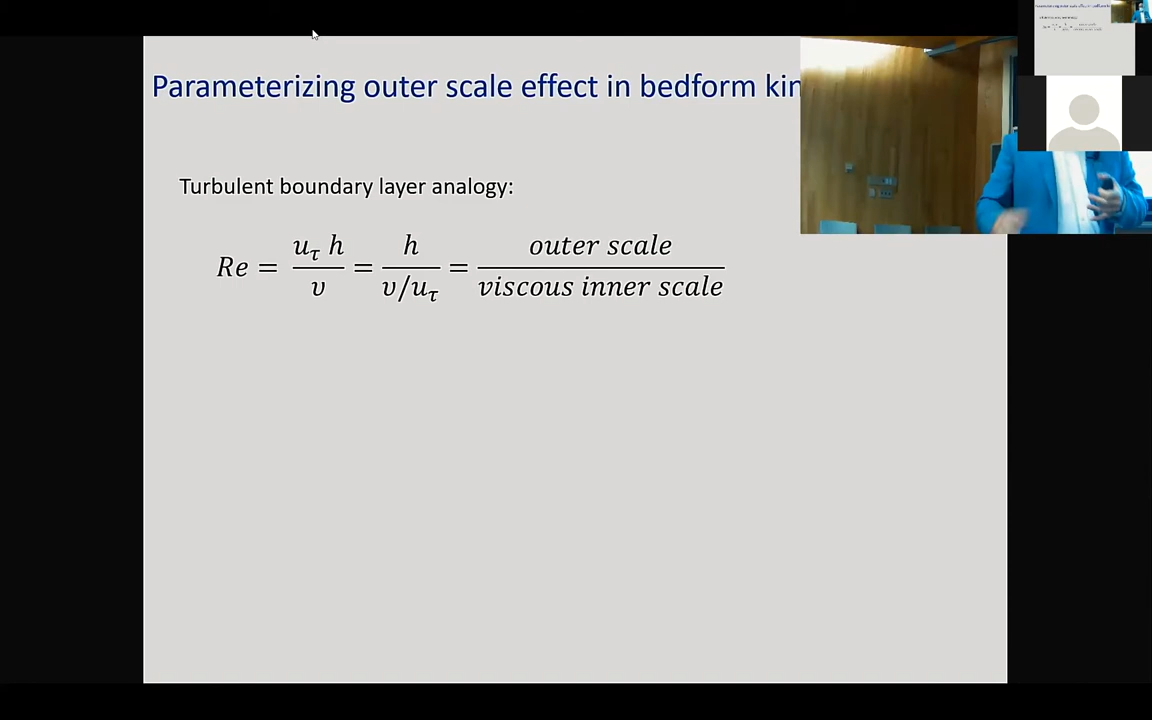 Parameterizing outer scale effect in bedform kin
Turbulent boundary layer analogy:
Re = u_τ h / υ = h / (υ/u_τ) = outer scale / viscous inner scale